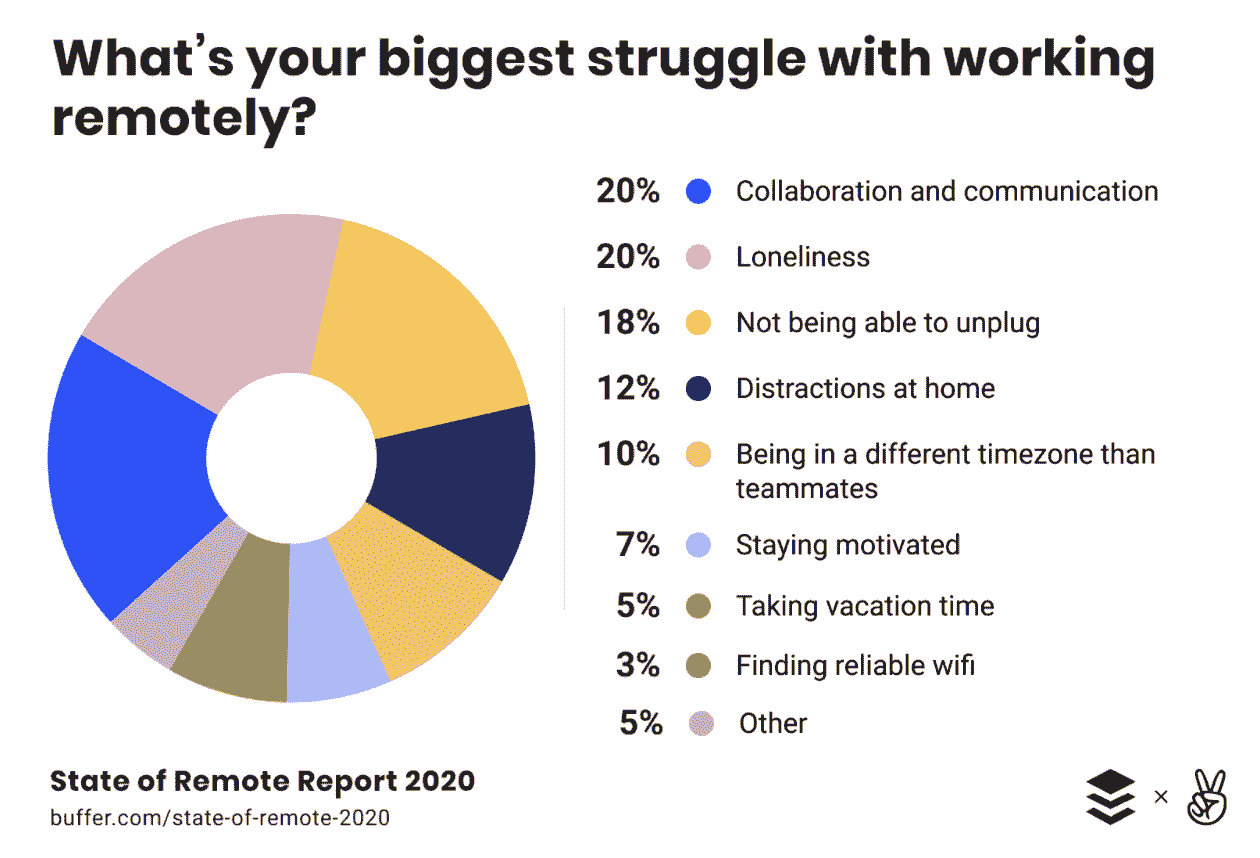 What’s your biggest struggle with working
remotely?
20% Collaboration and communication
20% Loneliness
18% Not being able to unplug
12% Distractions at home
10% Being in a different timezone than
teammates
7% Staying motivated
5% Taking vacation time
3% Finding reliable wifi
5% Other
State of Remote Report 2020
buffer.com/state-of-remote-2020
×